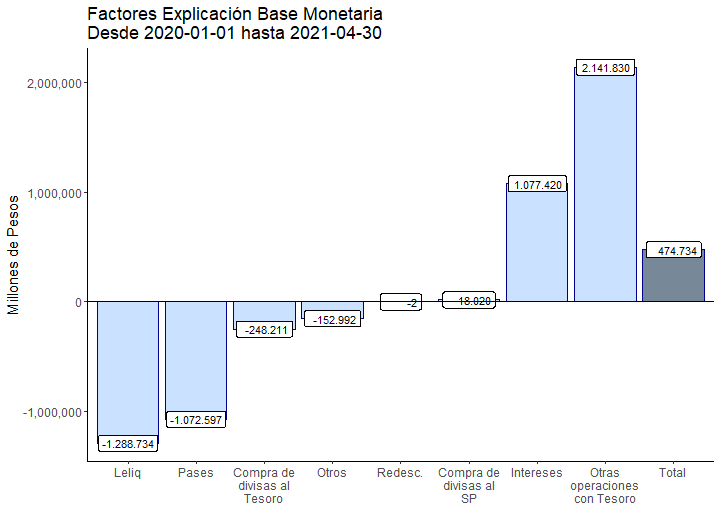 Factores Explicación Base Monetaria
Desde 2020-01-01 hasta 2021-04-30
Millones de Pesos
2,000,000
1,000,000
0
-1,000,000
-1.288.734
-1.072.597
-248.211
-152.992
-2
18.020
1.077.420
2.141.830
474.734
Leliq
Pases
Compra de
divisas al
Tesoro
Otros
Redesc.
Compra de
divisas al
SP
Intereses
Otras
operaciones
con Tesoro
Total